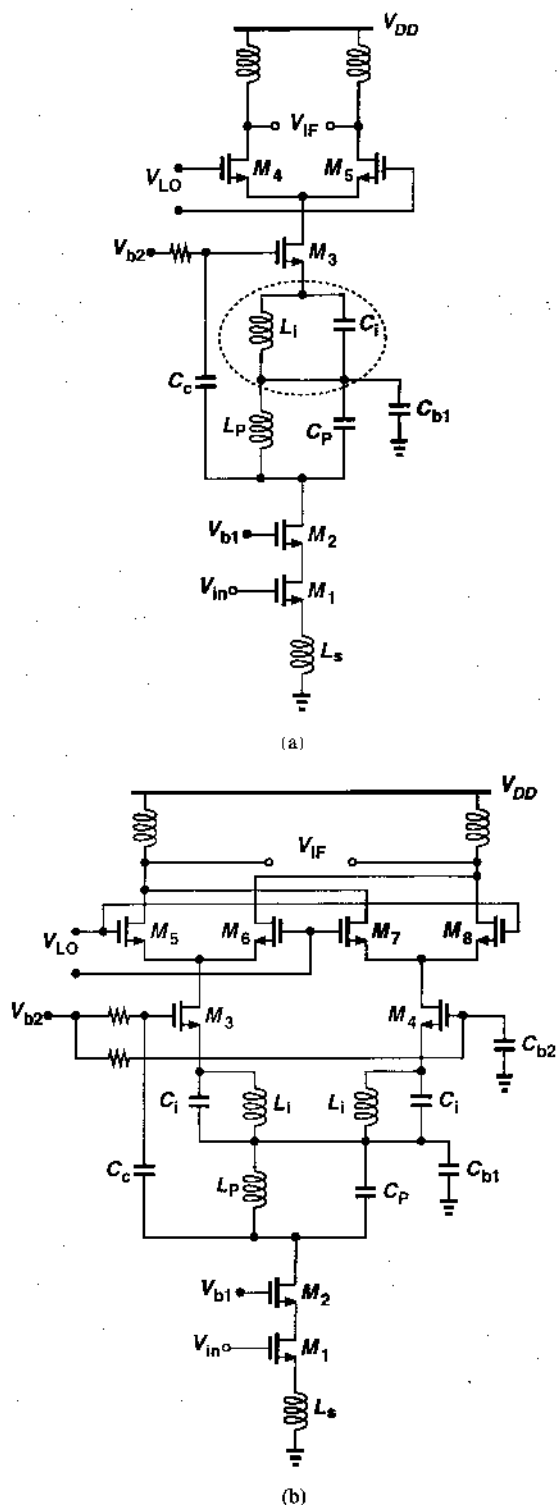 V_DD
V_IF
V_LO
M_4
M_5
V_b2
M_3
L_i
C_i
C_c
L_P
C_P
C_b1
V_b1
M_2
V_in
M_1
L_s
(a)
V_DD
V_IF
V_LO
M_5
M_6
M_7
M_8
V_b2
M_3
M_4
C_b2
C_i
L_i
L_i
C_i
C_c
L_P
C_P
C_b1
V_b1
M_2
V_in
M_1
L_s
(b)